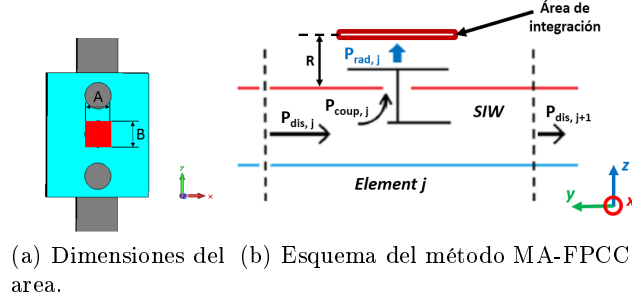 A
B
y
x
Área de
integración
R
P_rad, j
P_coup, j
P_dis, j
SIW
P_dis, j+1
Element j
z
y
x
(a) Dimensiones del
area.
(b) Esquema del método MA-FPCC